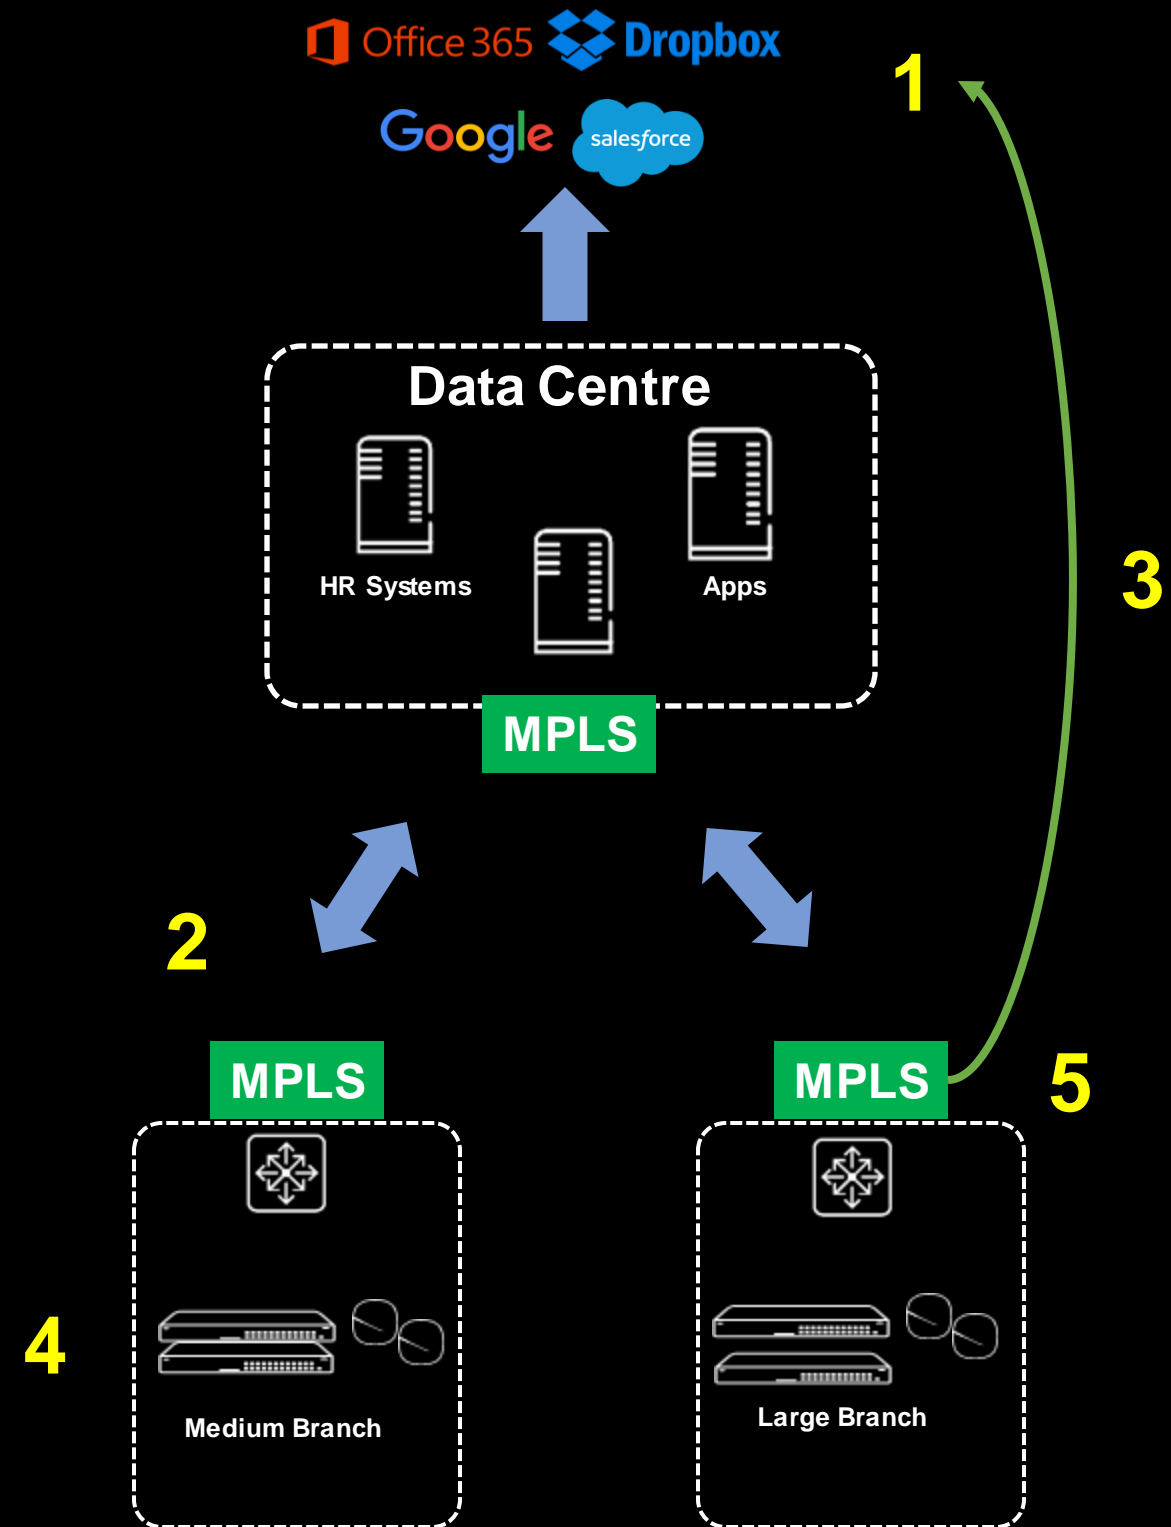 Office 365 Dropbox
1
Google salesforce
Data Centre
HR Systems
Apps
3
MPLS
2
MPLS
MPLS
5
4
Medium Branch
Large Branch